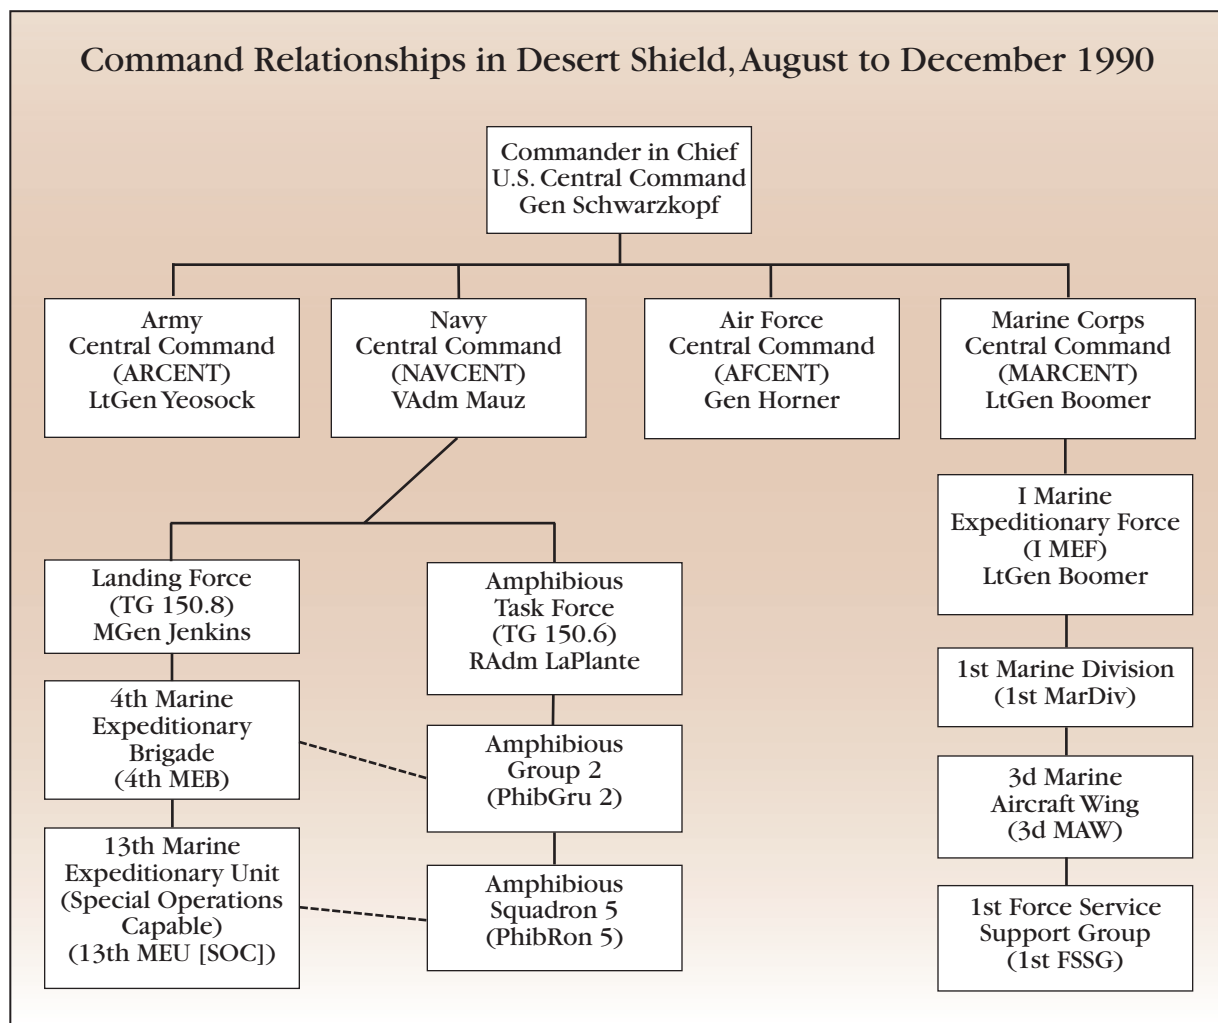 Command Relationships in Desert Shield, August to December 1990
Commander in Chief
U.S. Central Command
Gen Schwarzkopf
Army
Central Command
(ARCENT)
LtGen Yeosock
Navy
Central Command
(NAVCENT)
VAdm Mauz
Air Force
Central Command
(AFCENT)
Gen Horner
Marine Corps
Central Command
(MARCENT)
LtGen Boomer
Landing Force
(TG 150.8)
MGen Jenkins
4th Marine
Expeditionary
Brigade
(4th MEB)
13th Marine
Expeditionary Unit
(Special Operations
Capable)
(13th MEU [SOC])
Amphibious
Task Force
(TG 150.6)
RAdm LaPlante
Amphibious
Group 2
(PhibGru 2)
Amphibious
Squadron 5
(PhibRon 5)
I Marine
Expeditionary Force
(I MEF)
LtGen Boomer
1st Marine Division
(1st MarDiv)
3d Marine
Aircraft Wing
(3d MAW)
1st Force Service
Support Group
(1st FSSG)